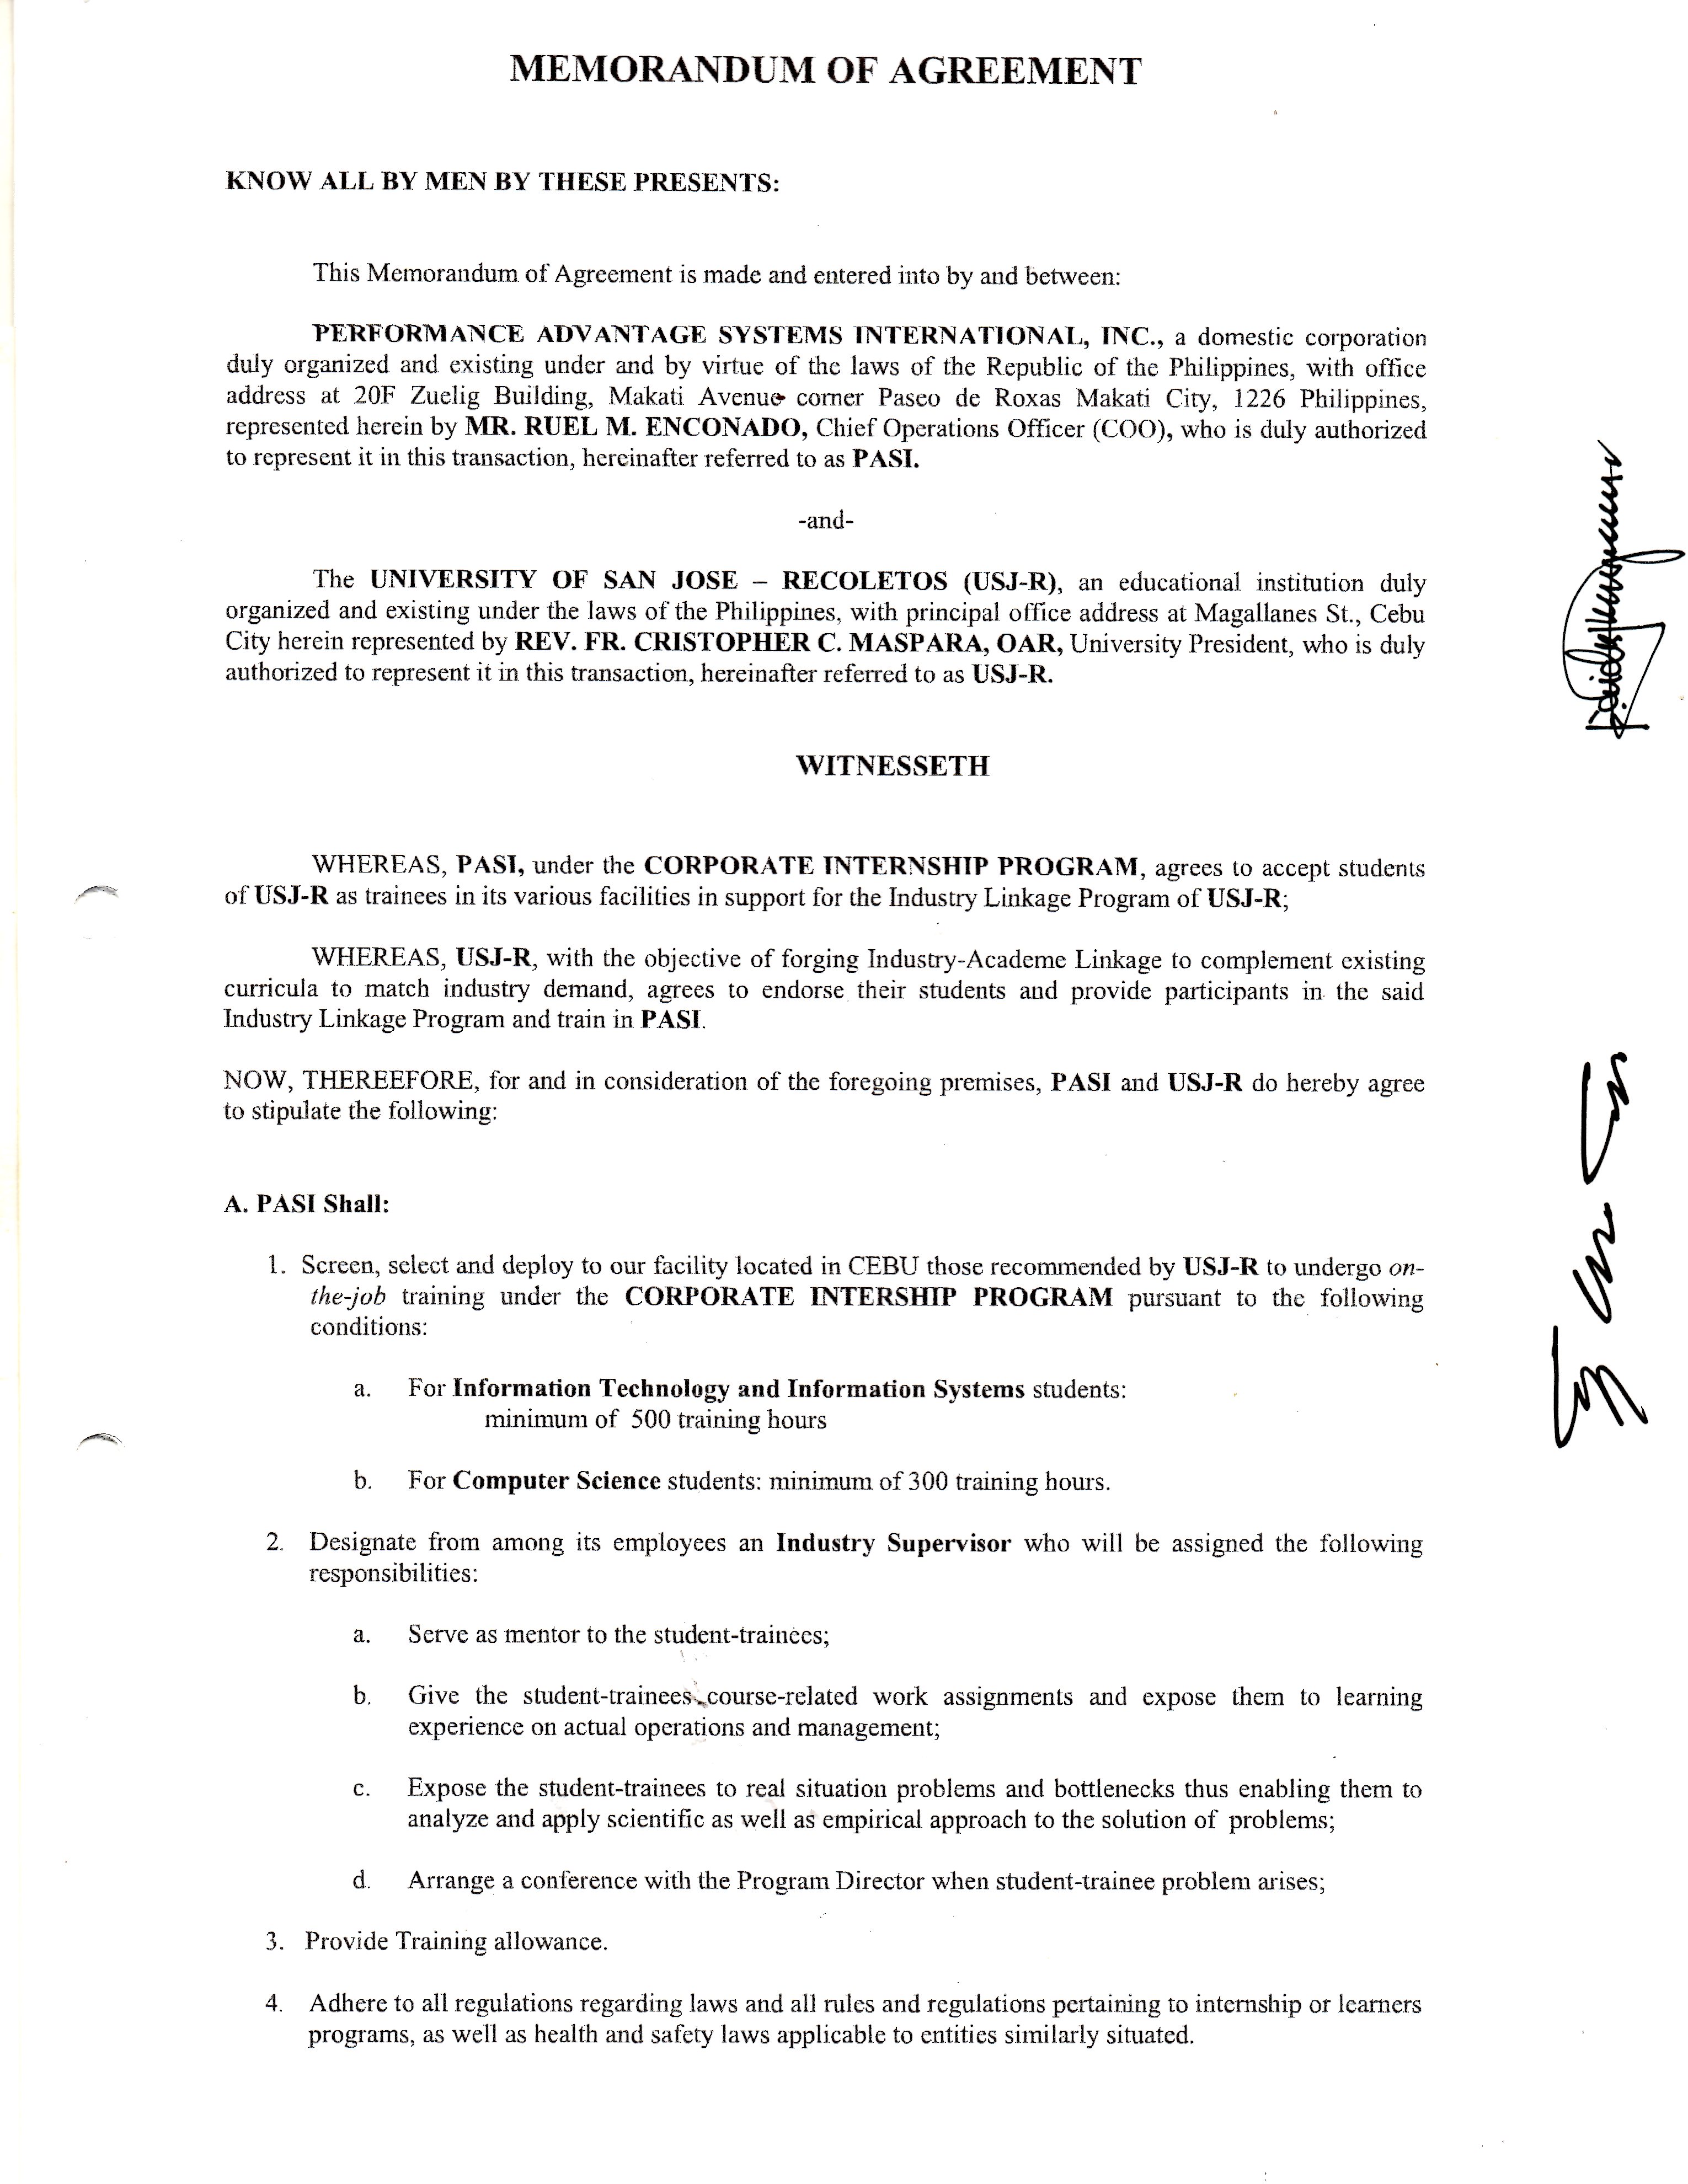 MEMORANDUM OF AGREEMENT
KNOW ALL BY MEN BY THESE PRESENTS:
This Memorandum of Agreement is made and entered into by and between:
PERFORMANCE ADVANTAGE SYSTEMS INTERNATIONAL, INC., a domestic corporation
duly organized and existing under and by virtue of the laws of the Republic of the Philippines, with office
address at 20F Zuelig Building, Makati Avenue corner Paseo de Roxas Makati City, 1226 Philippines,
represented herein by MR. RUEL M. ENCONADO, Chief Operations Officer (COO), who is duly authorized
to represent it in this transaction, hereinafter referred to as PASI.
-and-
The UNIVERSITY OF SAN JOSE – RECOLETOS (USJ-R), an educational institution duly
organized and existing under the laws of the Philippines, with principal office address at Magallanes St., Cebu
City herein represented by REV. FR. CRISTOPHER C. MASPARA, OAR, University President, who is duly
authorized to represent it in this transaction, hereinafter referred to as USJ-R.
WITNESSETH
WHEREAS, PASI, under the CORPORATE INTERNSHIP PROGRAM, agrees to accept students
of USJ-R as trainees in its various facilities in support for the Industry Linkage Program of USJ-R;
WHEREAS, USJ-R, with the objective of forging Industry-Academe Linkage to complement existing
curricula to match industry demand, agrees to endorse their students and provide participants in the said
Industry Linkage Program and train in PASI.
NOW, THEREEFORE, for and in consideration of the foregoing premises, PASI and USJ-R do hereby agree
to stipulate the following:
A. PASI Shall:
1. Screen, select and deploy to our facility located in CEBU those recommended by USJ-R to undergo on-
the-job training under the CORPORATE INTERSHIP PROGRAM pursuant to the following
conditions:
a. For Information Technology and Information Systems students:
minimum of 500 training hours
b. For Computer Science students: minimum of 300 training hours.
2. Designate from among its employees an Industry Supervisor who will be assigned the following
responsibilities:
a. Serve as mentor to the student-trainees;
b. Give the student-trainees course-related work assignments and expose them to learning
experience on actual operations and management;
c. Expose the student-trainees to real situation problems and bottlenecks thus enabling them to
analyze and apply scientific as well as empirical approach to the solution of problems;
d. Arrange a conference with the Program Director when student-trainee problem arises;
3. Provide Training allowance.
4. Adhere to all regulations regarding laws and all rules and regulations pertaining to internship or learners
programs, as well as health and safety laws applicable to entities similarly situated.